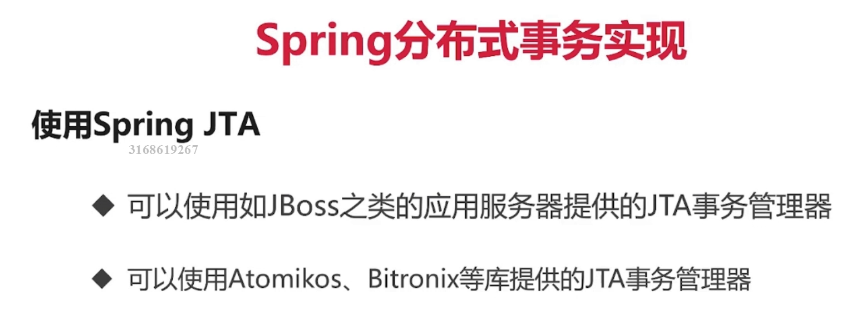 Spring分布式事务实现
使用Spring JTA
3168619267
◆ 可以使用如JBoss之类的应用服务器提供的JTA事务管理器
◆ 可以使用Atomikos、Bitronix等库提供的JTA事务管理器